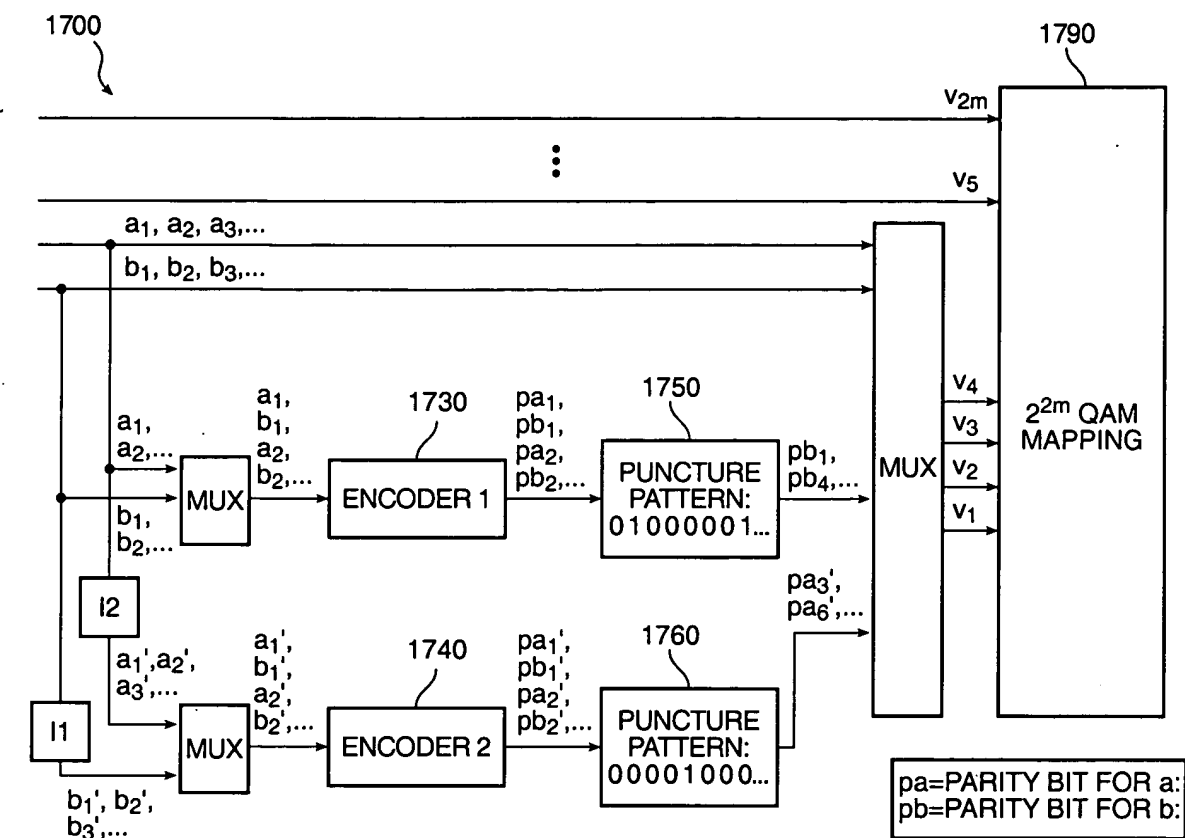 1700
1790
v2m
v5
a1, a2, a3,...
b1, b2, b3,...
1730
1750
v4
v3
v2
v1
2^2m QAM
MAPPING
a1,
a2,...
b1,
b2,...
MUX
a1,
b1,
a2,
b2,...
ENCODER 1
pa1,
pb1,
pa2,
pb2,...
PUNCTURE
PATTERN:
01000001...
pb1,
pb4,...
MUX
I2
a1',a2',
a3',...
I1
b1', b2',
b3',...
MUX
a1',
b1',
a2',
b2',...
1740
ENCODER 2
pa1',
pb1',
pa2',
pb2',...
1760
PUNCTURE
PATTERN:
00001000...
pa3',
pa6',...
pa=PARITY BIT FOR a:
pb=PARITY BIT FOR b: